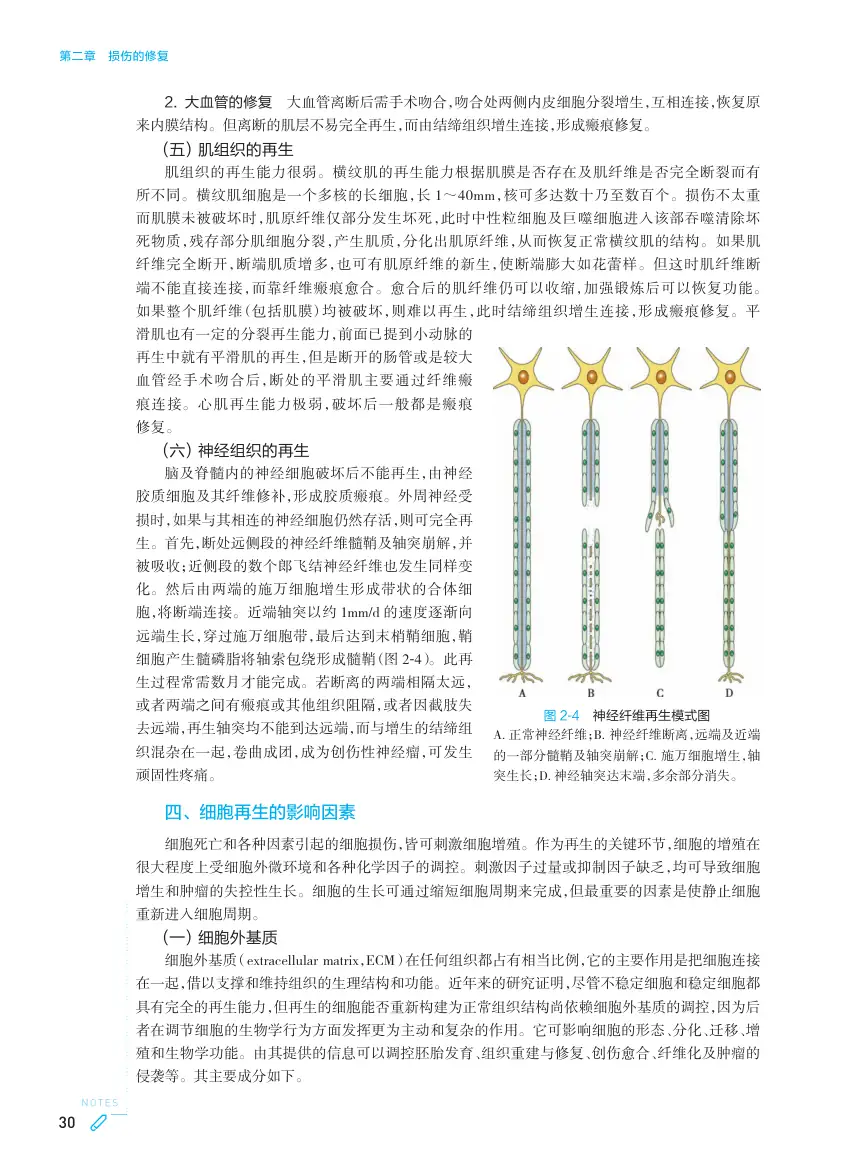 第二章 损伤的修复
2. 大血管的修复 大血管离断后需手术吻合,吻合处两侧内皮细胞分裂增生,互相连接,恢复原
来内膜结构。但离断的肌层不易完全再生,而由结缔组织增生连接,形成瘢痕修复。
(五)肌组织的再生
肌组织的再生能力很弱。横纹肌的再生能力根据肌膜是否存在及肌纤维是否完全断裂而有
所不同。横纹肌细胞是一个多核的长细胞,长 1～40mm,核可多达数十乃至数百个。损伤不太重
而肌膜未被破坏时,肌原纤维仅部分发生坏死,此时中性粒细胞及巨噬细胞进入该部吞噬清除坏
死物质,残存部分肌细胞分裂,产生肌质,分化出肌原纤维,从而恢复正常横纹肌的结构。如果肌
纤维完全断开,断端肌质增多,也可有肌原纤维的新生,使断端膨大如花蕾样。但这时肌纤维断
端不能直接连接,而靠纤维瘢痕愈合。愈合后的肌纤维仍可以收缩,加强锻炼后可以恢复功能。
如果整个肌纤维(包括肌膜)均被破坏,则难以再生,此时结缔组织增生连接,形成瘢痕修复。平
滑肌也有一定的分裂再生能力,前面已提到小动脉的
再生中就有平滑肌的再生,但是断开的肠管或是较大
血管经手术吻合后,断处的平滑肌主要通过纤维瘢
痕连接。心肌再生能力极弱,破坏后一般都是瘢痕
修复。
(六)神经组织的再生
脑及脊髓内的神经细胞破坏后不能再生,由神经
胶质细胞及其纤维修补,形成胶质瘢痕。外周神经受
损时,如果与其相连的神经细胞仍然存活,则可完全再
生。首先,断处远侧段的神经纤维髓鞘及轴突崩解,并
被吸收;近侧段的数个郎飞结神经纤维也发生同样变
化。然后由两端的施万细胞增生形成带状的合体细
胞,将断端连接。近端轴突以约 1mm/d 的速度逐渐向
远端生长,穿过施万细胞带,最后达到末梢鞘细胞,鞘
细胞产生髓磷脂将轴索包绕形成髓鞘(图 2-4)。此再
生过程常需数月才能完成。若断离的两端相隔太远,
或者两端之间有瘢痕或其他组织阻隔,或者因截肢失
去远端,再生轴突均不能到达远端,而与增生的结缔组
织混杂在一起,卷曲成团,成为创伤性神经瘤,可发生
顽固性疼痛。
A B C D
图 2-4 神经纤维再生模式图
A. 正常神经纤维;B. 神经纤维断离,远端及近端
的一部分髓鞘及轴突崩解;C. 施万细胞增生,轴
突生长;D. 神经轴突达末端,多余部分消失。
四、细胞再生的影响因素
细胞死亡和各种因素引起的细胞损伤,皆可刺激细胞增殖。作为再生的关键环节,细胞的增殖在
很大程度上受细胞外微环境和各种化学因子的调控。刺激因子过量或抑制因子缺乏,均可导致细胞
增生和肿瘤的失控性生长。细胞的生长可通过缩短细胞周期来完成,但最重要的因素是使静止细胞
重新进入细胞周期。
(一)细胞外基质
细胞外基质(extracellular matrix,ECM)在任何组织都占有相当比例,它的主要作用是把细胞连接
在一起,借以支撑和维持组织的生理结构和功能。近年来的研究证明,尽管不稳定细胞和稳定细胞都
具有完全的再生能力,但再生的细胞能否重新构建为正常组织结构尚依赖细胞外基质的调控,因为后
者在调节细胞的生物学行为方面发挥更为主动和复杂的作用。它可影响细胞的形态、分化、迁移、增
殖和生物学功能。由其提供的信息可以调控胚胎发育、组织重建与修复、创伤愈合、纤维化及肿瘤的
侵袭等。其主要成分如下。
NOTES
30